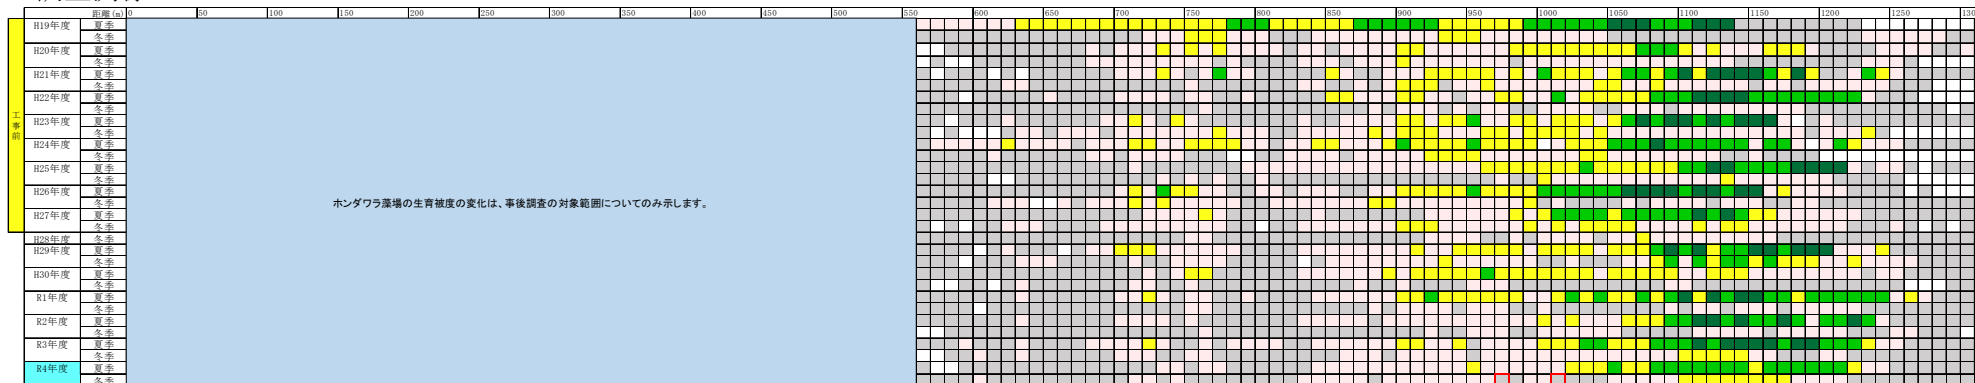 距離(m) 0 50 100 150 200 250 300 350 400 450 500 550 600 650 700 750 800 850 900 950 1000 1050 1100 1150 1200 1250 130
工事前
H19年度 夏季
冬季
H20年度 夏季
冬季
H21年度 夏季
冬季
H22年度 夏季
冬季
H23年度 夏季
冬季
H24年度 夏季
冬季
H25年度 夏季
冬季
H26年度 夏季
冬季
ホンダワラ藻場の生育被度の変化は、事後調査の対象範囲についてのみ示します。
H27年度 夏季
冬季
H28年度 冬季
H29年度 夏季
冬季
H30年度 夏季
冬季
R1年度 夏季
冬季
R2年度 夏季
冬季
R3年度 夏季
冬季
R4年度 夏季
冬季